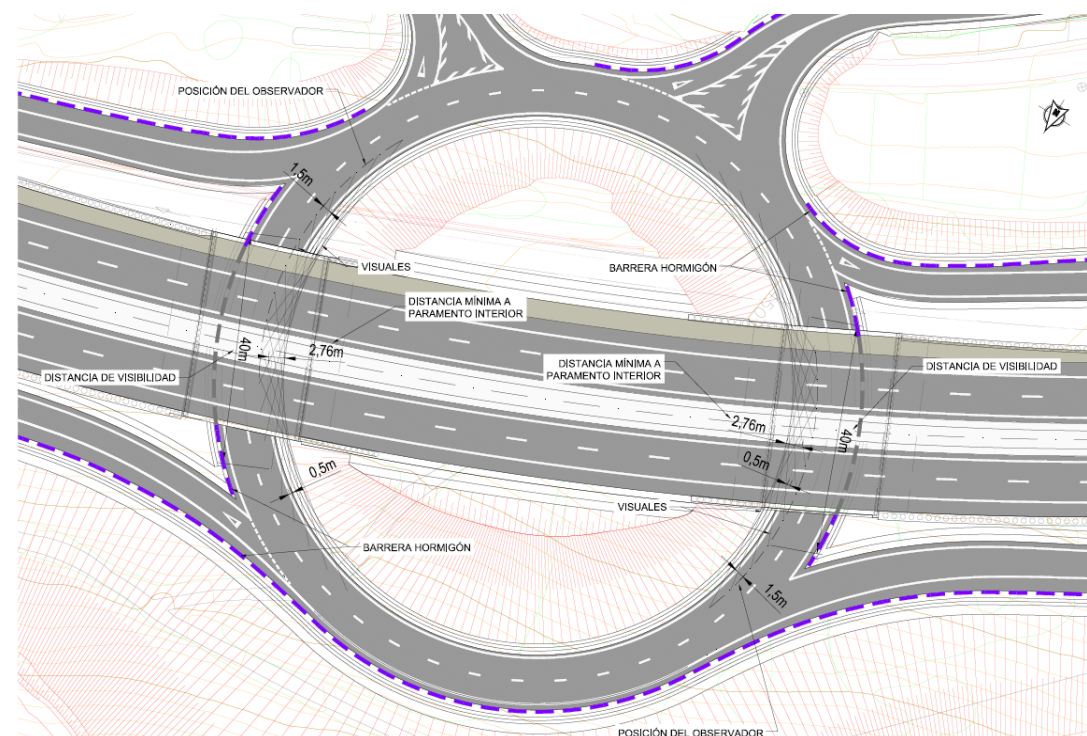 POSICIÓN DEL OBSERVADOR
1,5m
VISUALES
BARRERA HORMIGÓN
DISTANCIA MÍNIMA A
PARAMENTO INTERIOR
40m
2,76m
DISTANCIA MÍNIMA A
PARAMENTO INTERIOR
DISTANCIA DE VISIBILIDAD
DISTANCIA DE VISIBILIDAD
2,76m
40m
0,5m
0,5m
VISUALES
BARRERA HORMIGÓN
1,5m
POSICIÓN DEL OBSERVADOR